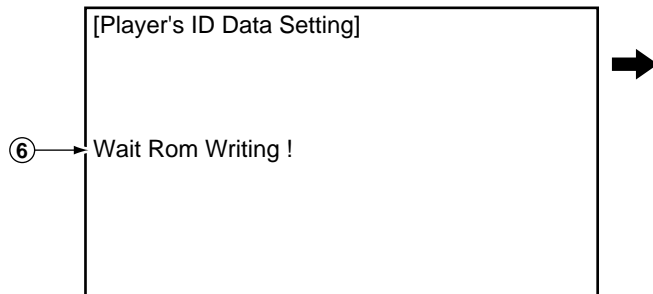 [Player's ID Data Setting]
⑥
Wait Rom Writing !